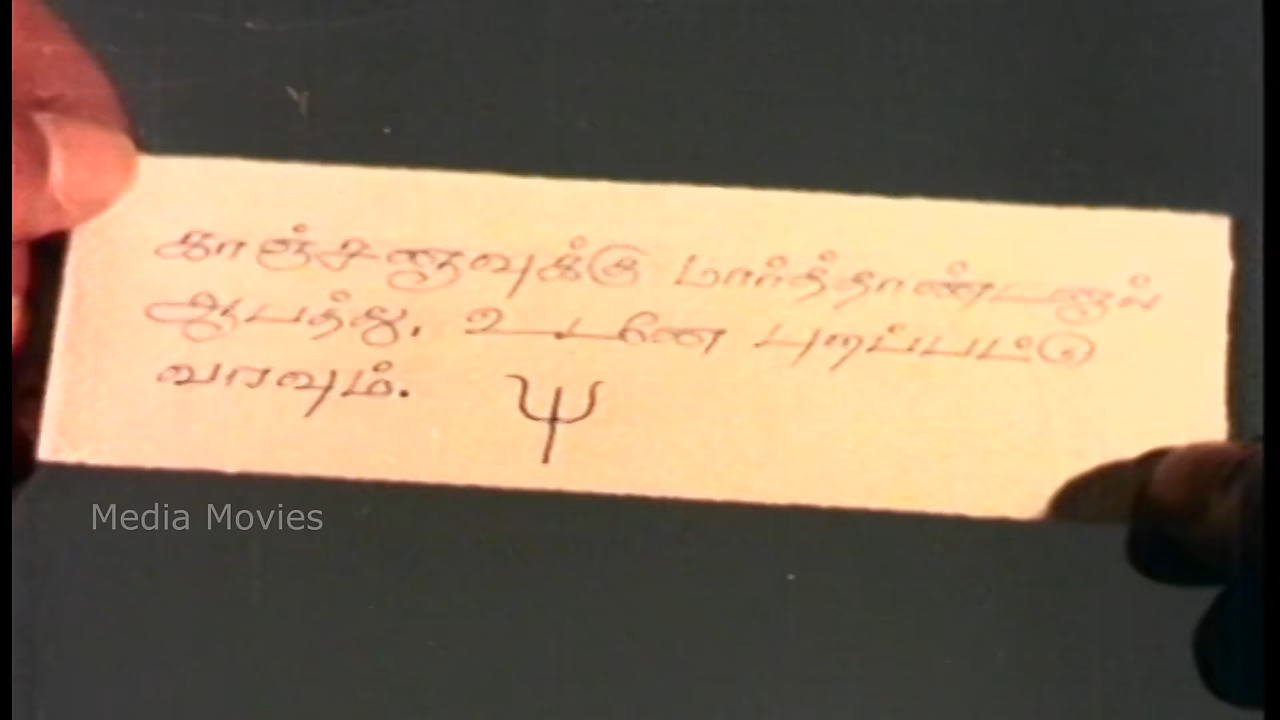 காஞ்சனாவுக்கு மார்த்தாண்டனால்
ஆபத்து. உடனே புறப்பட்டு
வரவும். Ψ
Media Movies